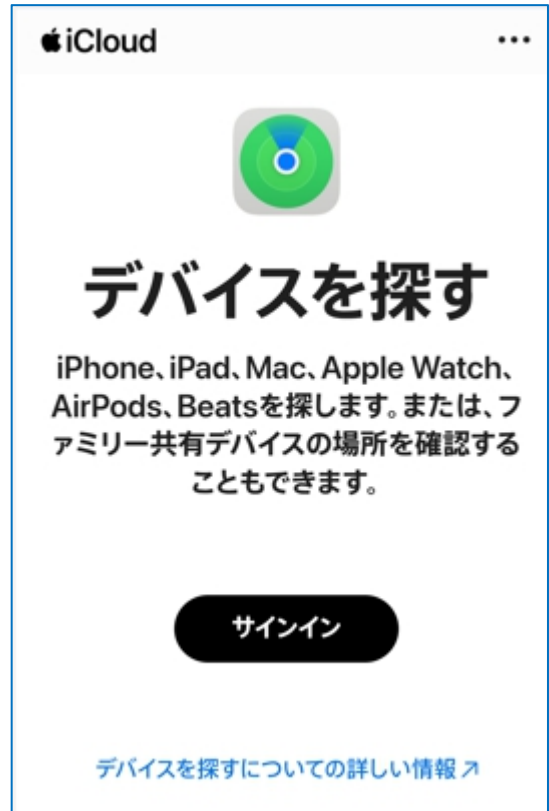 iCloud
デバイスを探す
iPhone、iPad、Mac、Apple Watch、
AirPods、Beatsを探します。または、フ
ァミリー共有デバイスの場所を確認する
こともできます。
サインイン
デバイスを探すについての詳しい情報↗